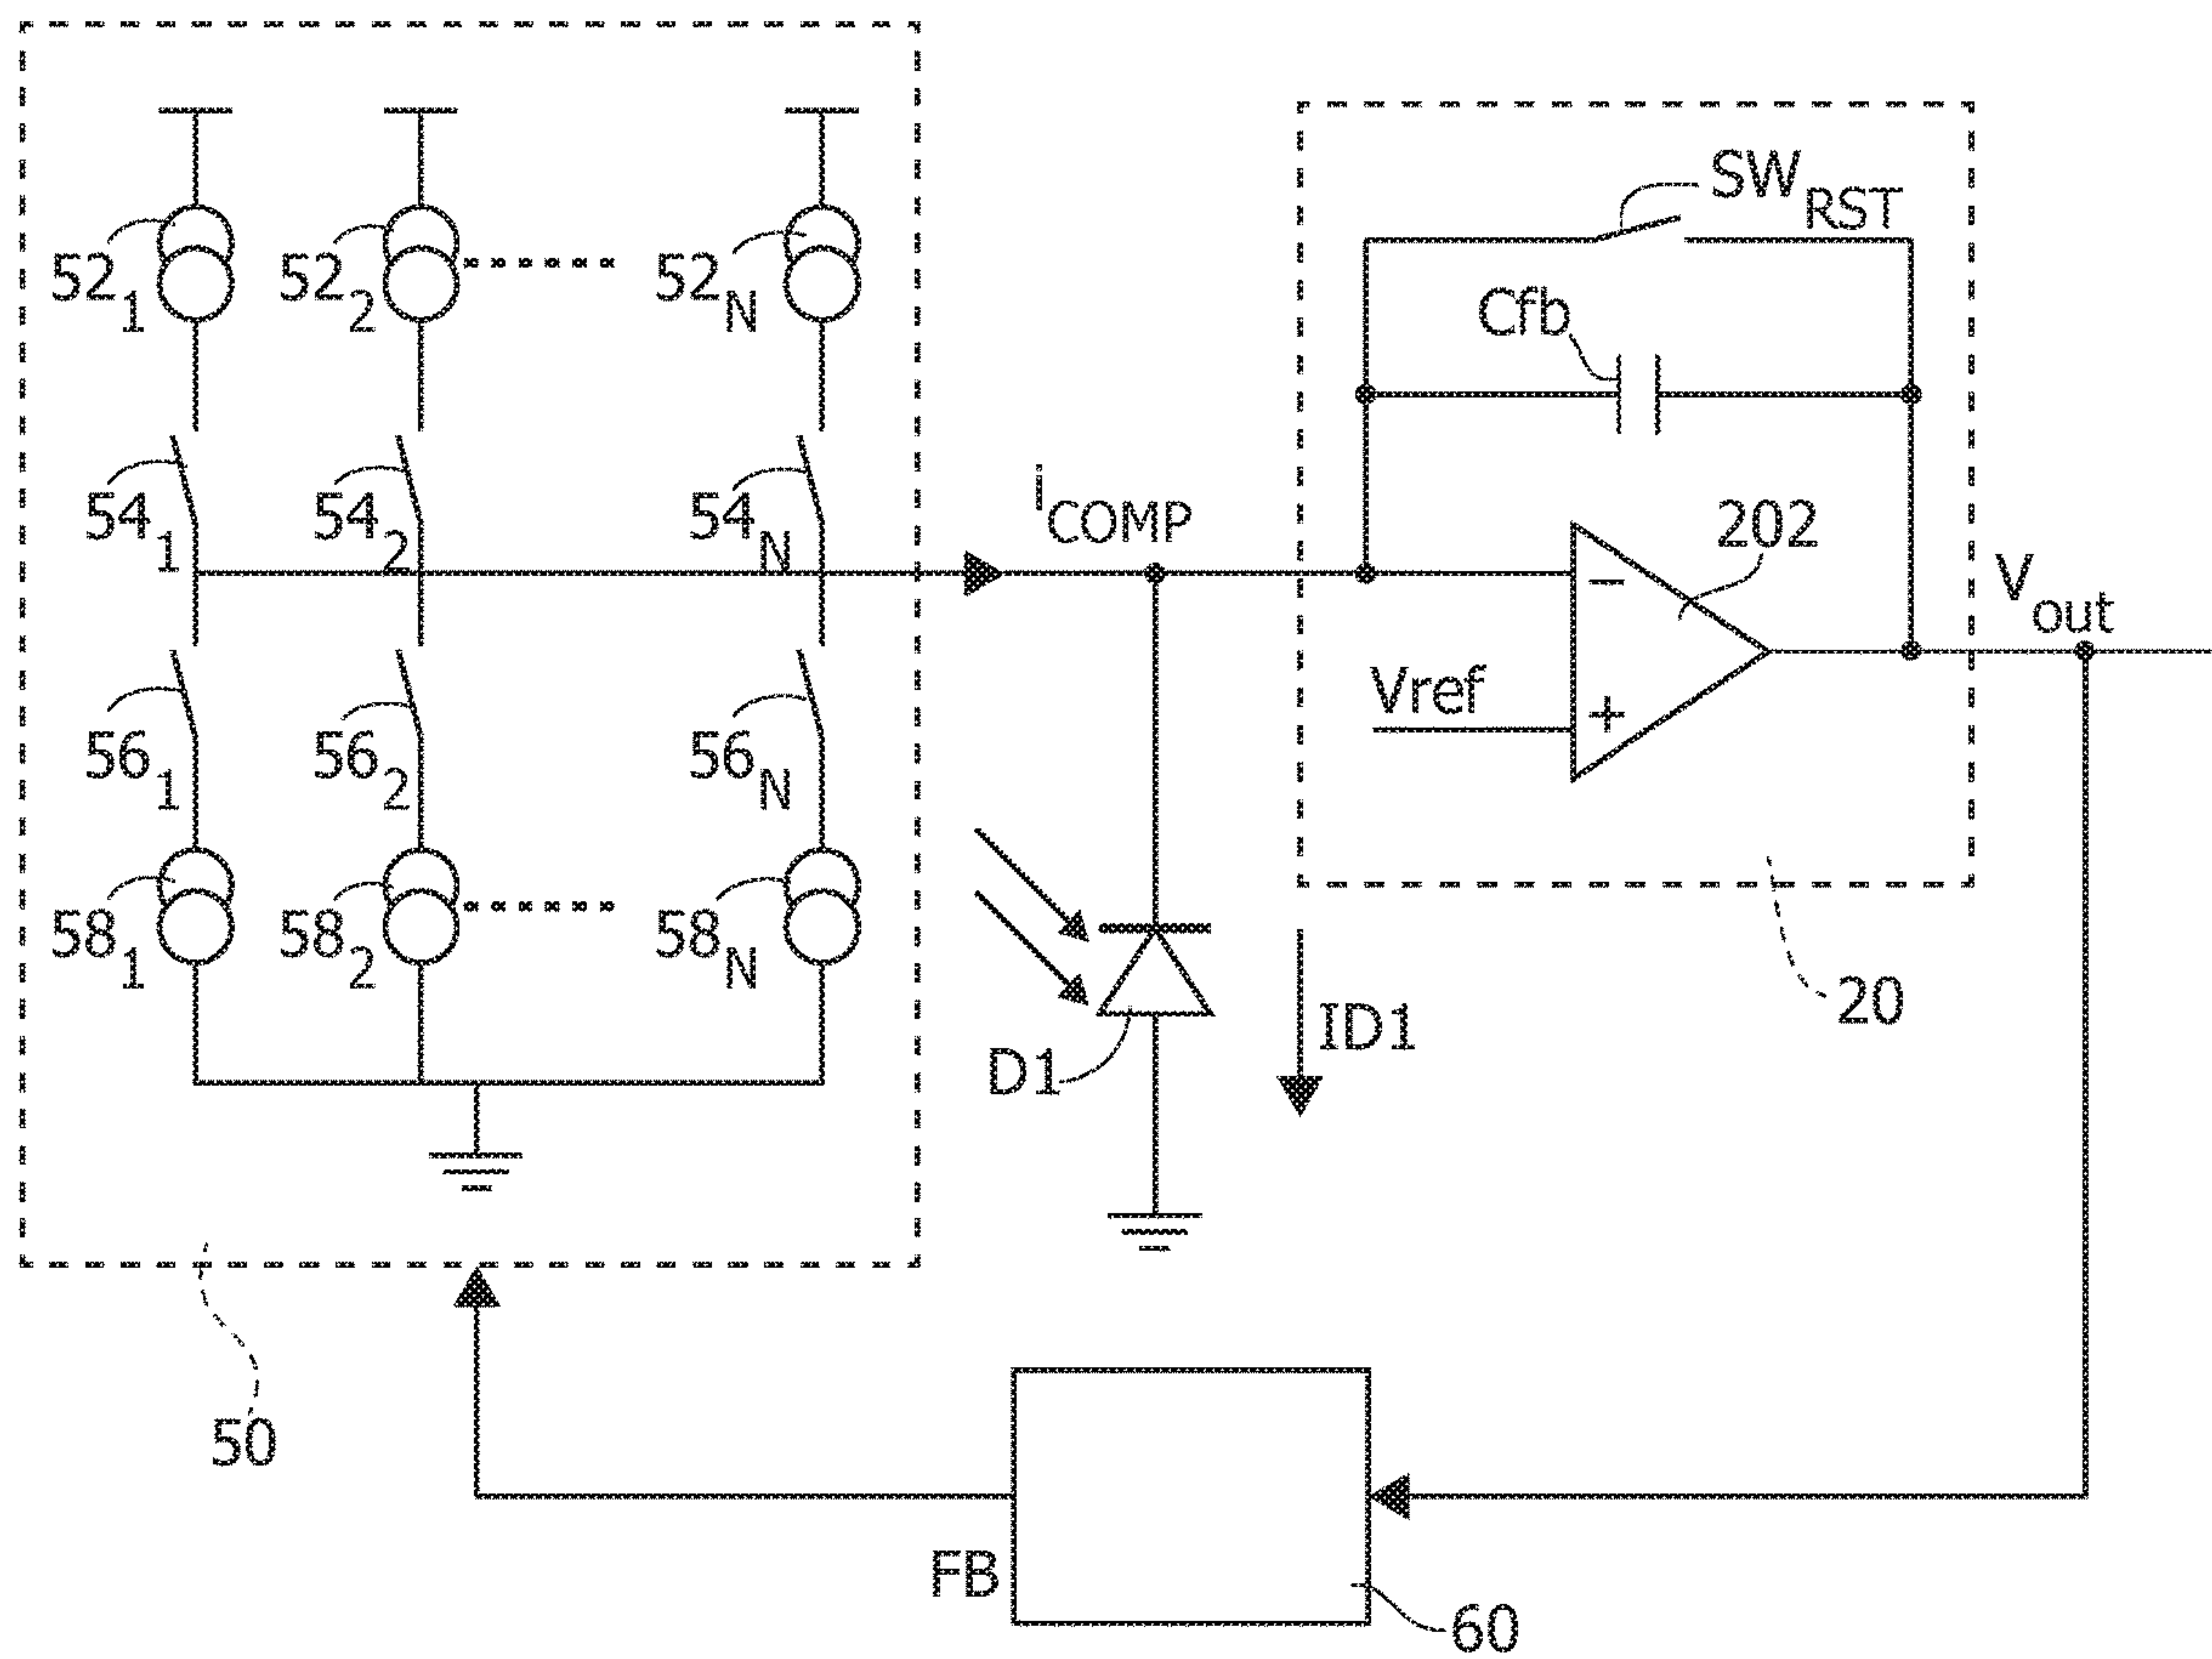 SW_RST
52_1
52_2
52_N
Cfb
54_1
54_2
54_N
i_COMP
202
V_out
−
Vref
+
56_1
56_2
56_N
58_1
58_2
58_N
20
ID1
D1
50
FB
60